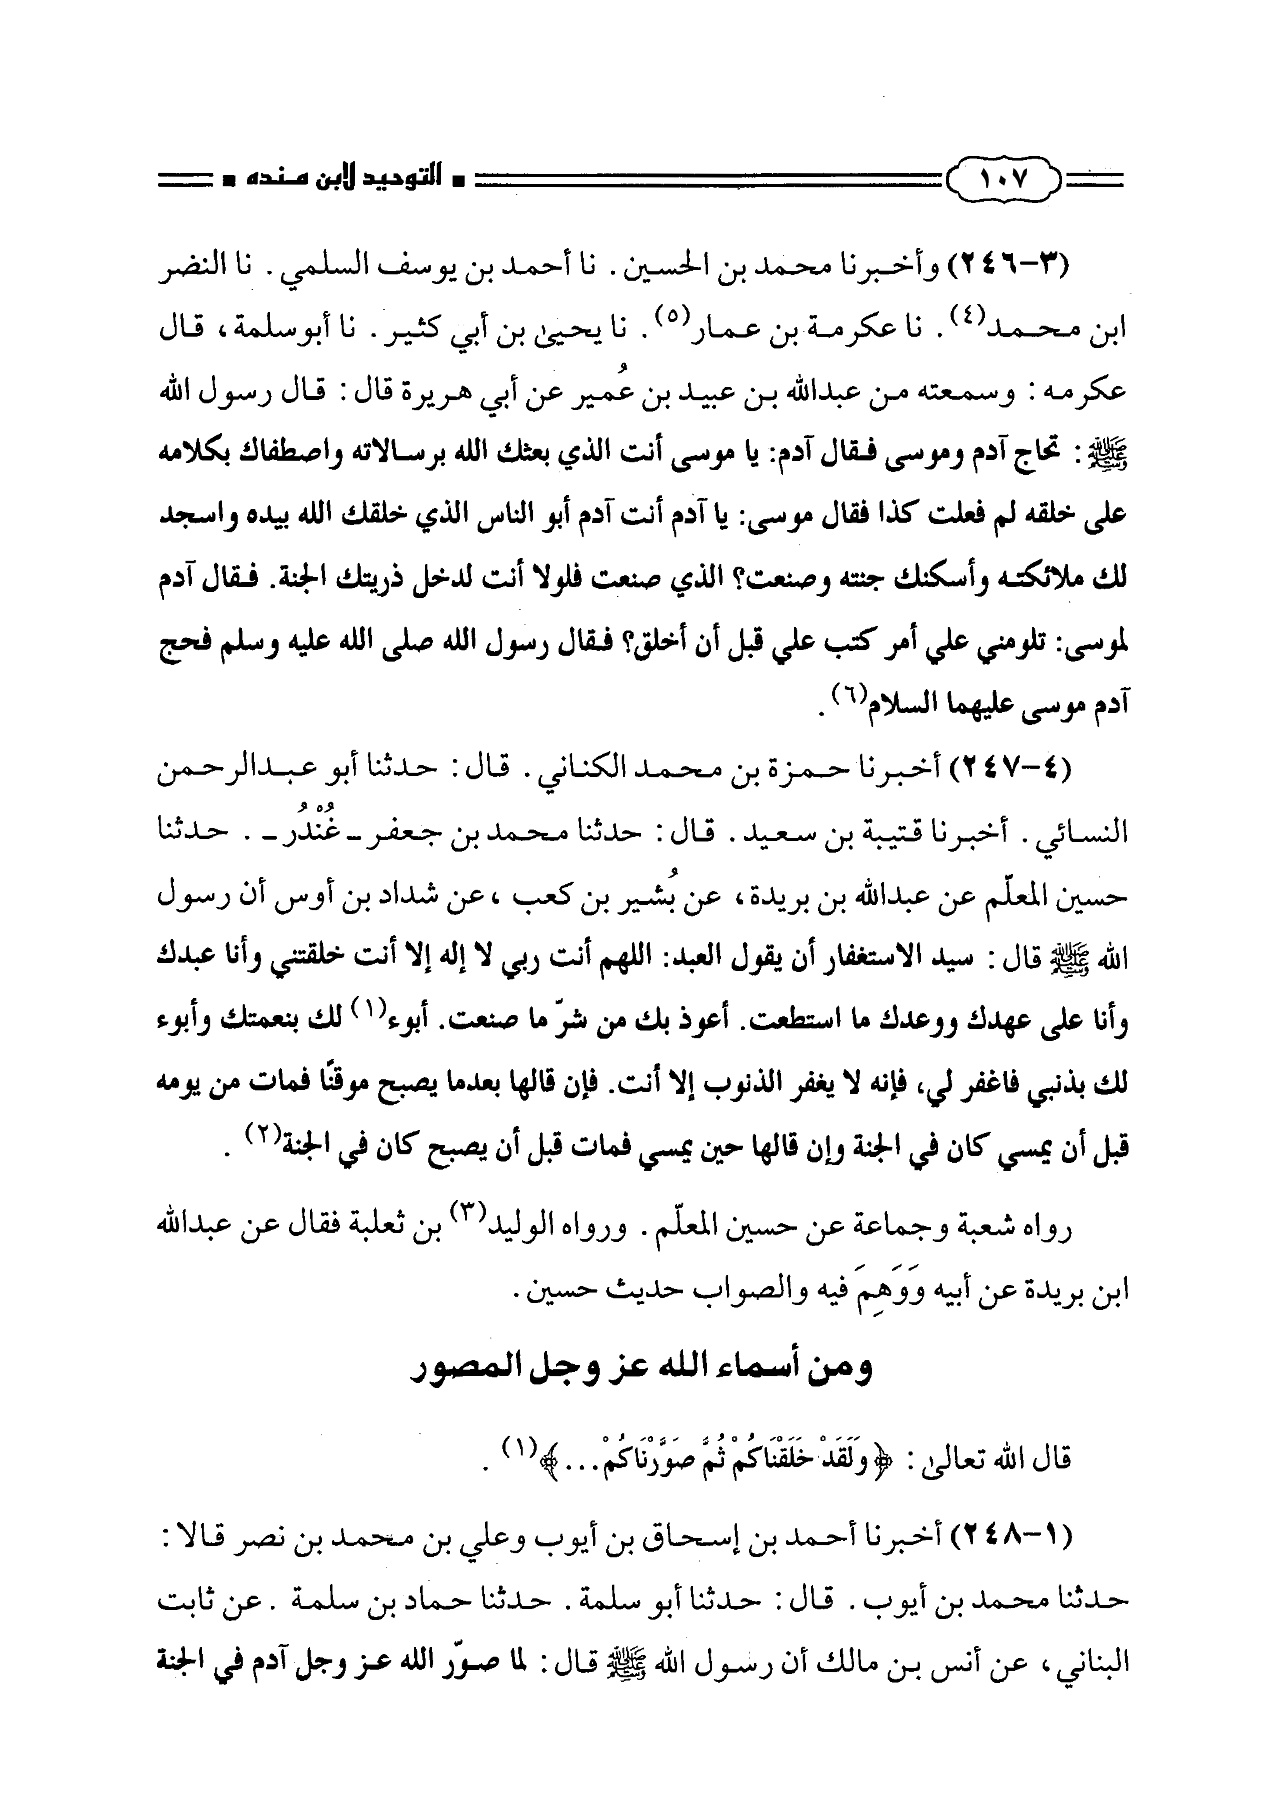 ١٠٧ ■ التوحيد لابن منده ■
(٣-٢٤٦) وأخبرنا محمد بن الحسين. نا أحمد بن يوسف السلمي. نا النضر
ابن محمد(٤). نا عكرمة بن عمار(٥). نا يحيىٰ بن أبي كثير. نا أبو سلمة، قال
عكرمه: وسمعته من عبدالله بن عبيد بن عُمير عن أبي هريرة قال: قال رسول الله
ﷺ: تحاج آدم وموسى فقال آدم: يا موسى أنت الذي بعثك الله برسالاته واصطفاك بكلامه
على خلقه لم فعلت كذا فقال موسى: يا آدم أنت آدم أبو الناس الذي خلقك الله بيده واسجد
لك ملائكته وأسكنك جنته وصنعت؟ الذي صنعت فلولا أنت لدخل ذريتك الجنة. فقال آدم
لموسى: تلومني علي أمر كتب علي قبل أن أخلق؟ فقال رسول الله صلى الله عليه وسلم فحج
آدم موسى عليهما السلام(٦).
(٤-٢٤٧) أخبرنا حمزة بن محمد الكناني. قال: حدثنا أبو عبدالرحمن
النسائي. أخبرنا قتيبة بن سعيد. قال: حدثنا محمد بن جعفر ـ غُنْدُر ـ. حدثنا
حسين المعلّم عن عبدالله بن بريدة، عن بُشير بن كعب، عن شداد بن أوس أن رسول
الله ﷺ قال: سيد الاستغفار أن يقول العبد: اللهم أنت ربي لا إله إلا أنت خلقتني وأنا عبدك
وأنا على عهدك ووعدك ما استطعت. أعوذ بك من شرّ ما صنعت. أبوء(١) لك بنعمتك وأبوء
لك بذنبي فاغفر لي، فإنه لا يغفر الذنوب إلا أنت. فإن قالها بعدما يصبح موقنًا فمات من يومه
قبل أن يمسي كان في الجنة وإن قالها حين يمسي فمات قبل أن يصبح كان في الجنة(٢).
رواه شعبة وجماعة عن حسين المعلّم. ورواه الوليد(٣) بن ثعلبة فقال عن عبدالله
ابن بريدة عن أبيه وَوَهِمَ فيه والصواب حديث حسين.
ومن أسماء الله عز وجل المصور
قال الله تعالىٰ: ﴿وَلَقَدْ خَلَقْنَاكُمْ ثُمَّ صَوَّرْنَاكُمْ...﴾(١).
(١-٢٤٨) أخبرنا أحمد بن إسحاق بن أيوب وعلي بن محمد بن نصر قالا:
حدثنا محمد بن أيوب. قال: حدثنا أبو سلمة. حدثنا حماد بن سلمة. عن ثابت
البناني، عن أنس بن مالك أن رسول الله ﷺ قال: لما صوّر الله عز وجل آدم في الجنة